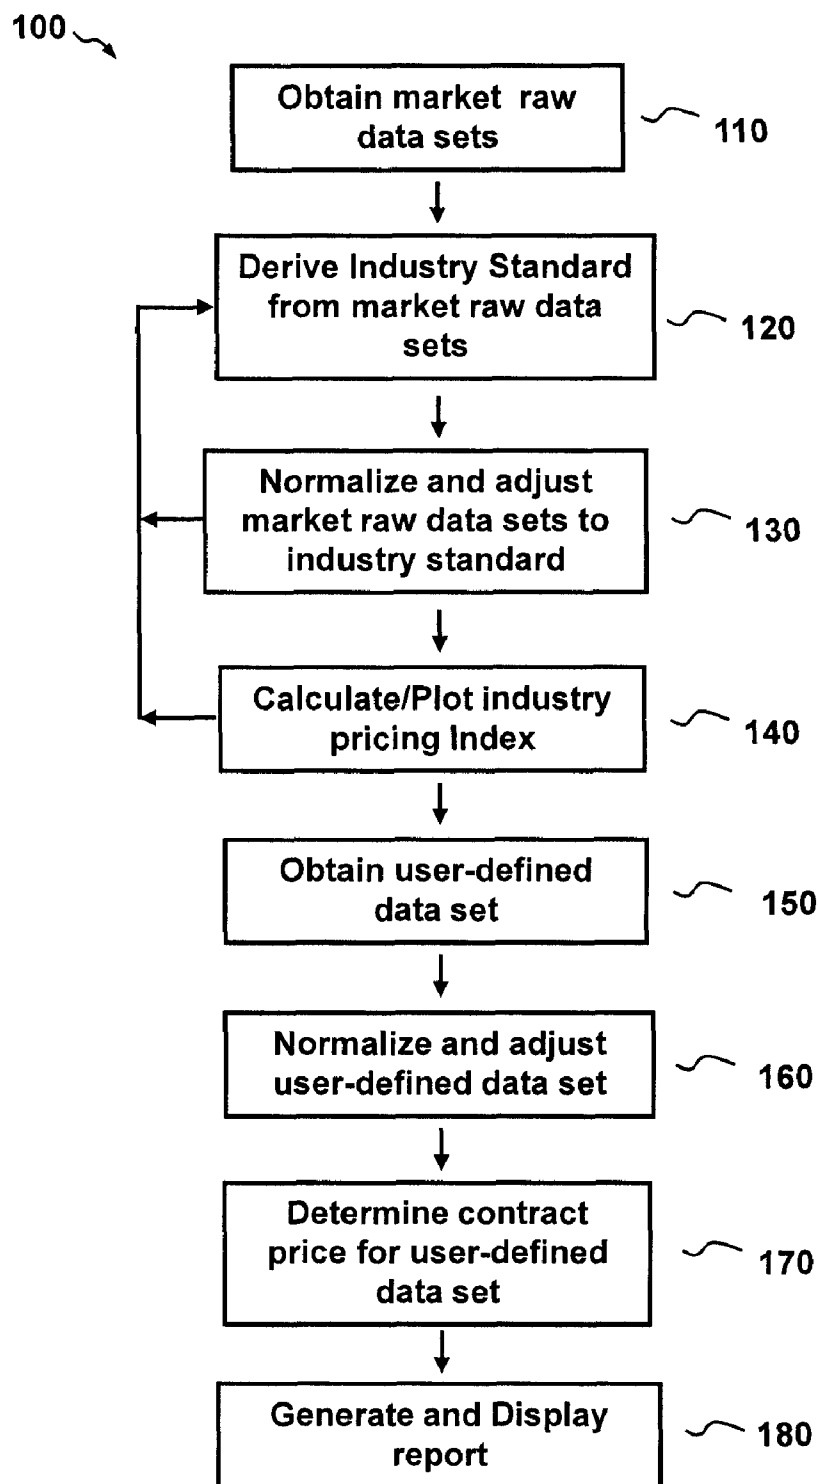 100
Obtain market raw
data sets
110
Derive Industry Standard
from market raw data
sets
120
Normalize and adjust
market raw data sets to
industry standard
130
Calculate/Plot industry
pricing Index
140
Obtain user-defined
data set
150
Normalize and adjust
user-defined data set
160
Determine contract
price for user-defined
data set
170
Generate and Display
report
180